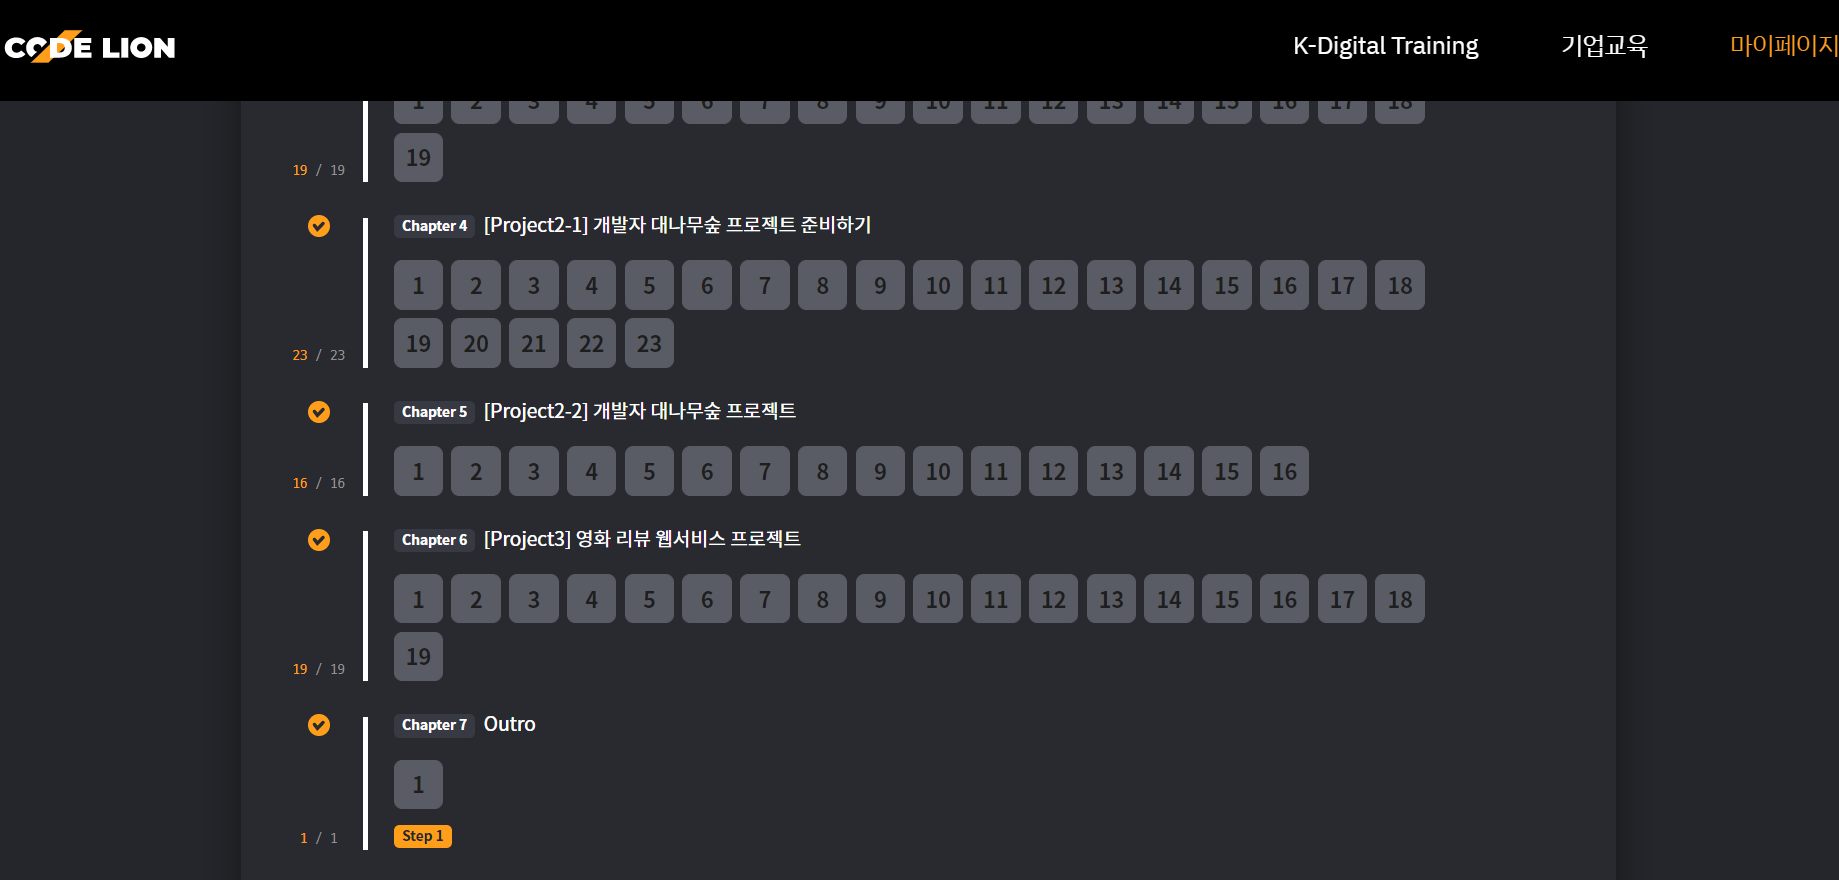 CODE LION
K-Digital Training 기업교육 마이페이지
1 2 3 4 5 6 7 8 9 10 11 12 13 14 15 16 17 18
19
19 / 19
Chapter 4 [Project2-1] 개발자 대나무숲 프로젝트 준비하기
1 2 3 4 5 6 7 8 9 10 11 12 13 14 15 16 17 18
19 20 21 22 23
23 / 23
Chapter 5 [Project2-2] 개발자 대나무숲 프로젝트
1 2 3 4 5 6 7 8 9 10 11 12 13 14 15 16
16 / 16
Chapter 6 [Project3] 영화 리뷰 웹서비스 프로젝트
1 2 3 4 5 6 7 8 9 10 11 12 13 14 15 16 17 18
19
19 / 19
Chapter 7 Outro
1
1 / 1
Step 1